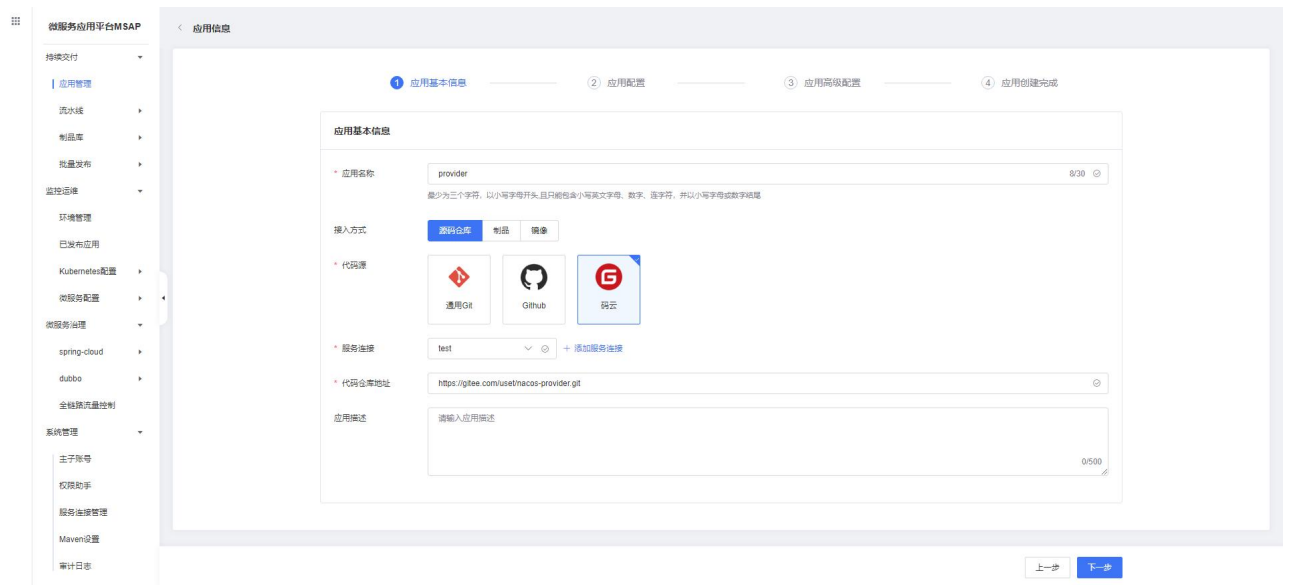 微服务应用平台MSAP
持续交付
应用管理
流水线
制品库
批量发布
监控运维
环境管理
已发布应用
Kubernetes配置
微服务配置
微服务治理
spring-cloud
dubbo
全链路流量控制
系统管理
主子账号
权限助手
服务连接管理
Maven设置
审计日志
应用信息
1 应用基本信息
2 应用配置
3 应用高级配置
4 应用创建完成
应用基本信息
* 应用名称
provider
8/30
最少为三个字符，以小写字母开头,且只能包含小写英文字母、数字、连字符，并以小写字母或数字结尾
接入方式
源码仓库 制品 镜像
* 代码源
通用Git Github 码云
* 服务连接
test
+ 添加服务连接
* 代码仓库地址
https://gitee.com/uset/nacos-provider.git
应用描述
请输入应用描述
0/500
上一步 下一步